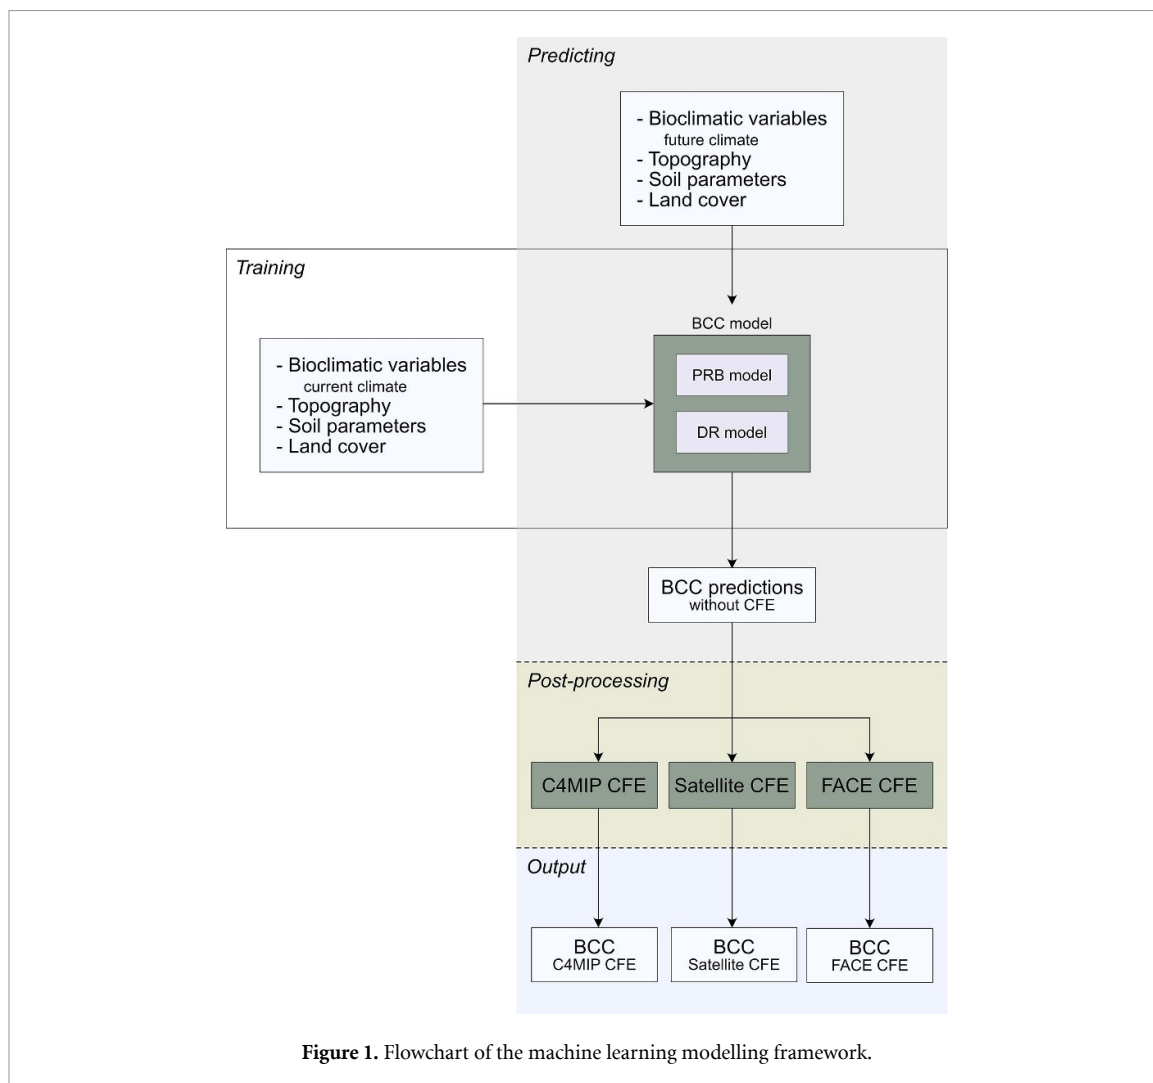 Predicting
- Bioclimatic variables
future climate
- Topography
- Soil parameters
- Land cover
Training
BCC model
- Bioclimatic variables
current climate
- Topography
- Soil parameters
- Land cover
PRB model
DR model
BCC predictions
without CFE
Post-processing
C4MIP CFE
Satellite CFE
FACE CFE
Output
BCC
C4MIP CFE
BCC
Satellite CFE
BCC
FACE CFE
Figure 1. Flowchart of the machine learning modelling framework.